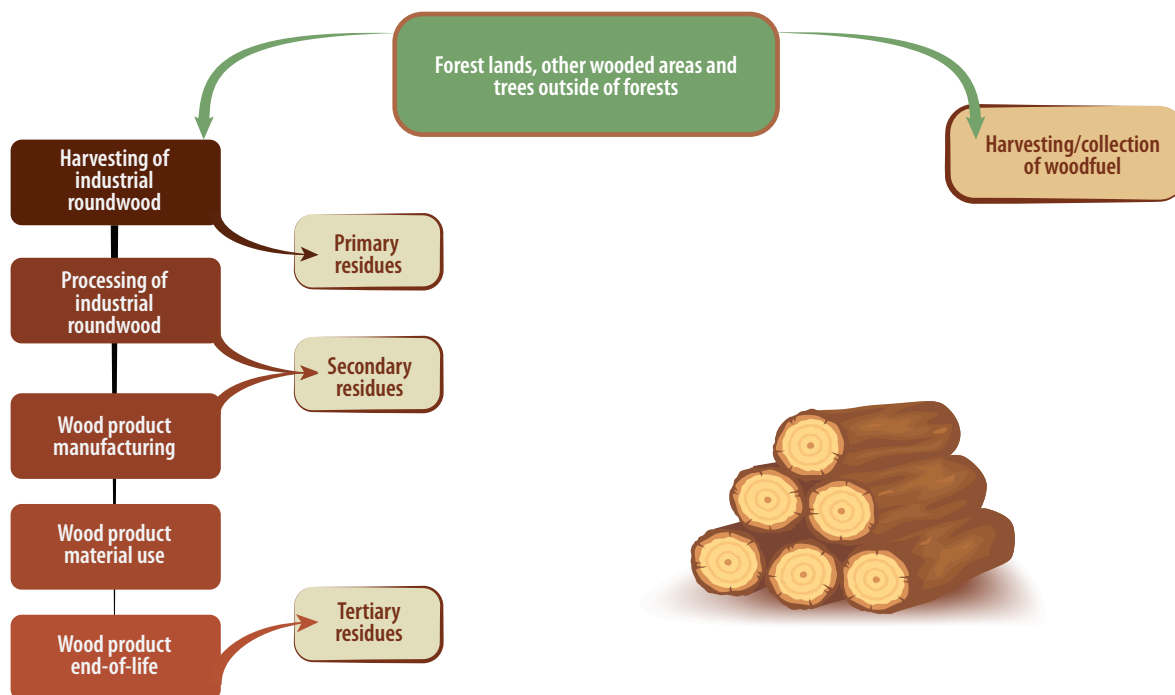 Forest lands, other wooded areas and
trees outside of forests
Harvesting/collection
of woodfuel
Harvesting of
industrial
roundwood
Primary
residues
Processing of
industrial
roundwood
Secondary
residues
Wood product
manufacturing
Wood product
material use
Tertiary
residues
Wood product
end-of-life